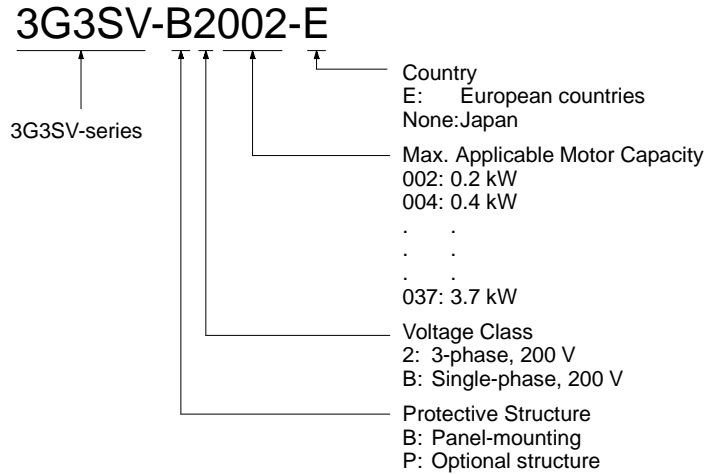 3G3SV-B2002-E
3G3SV-series
Country
E: European countries
None:Japan
Max. Applicable Motor Capacity
002: 0.2 kW
004: 0.4 kW
. .
. .
. .
037: 3.7 kW
Voltage Class
2: 3-phase, 200 V
B: Single-phase, 200 V
Protective Structure
B: Panel-mounting
P: Optional structure